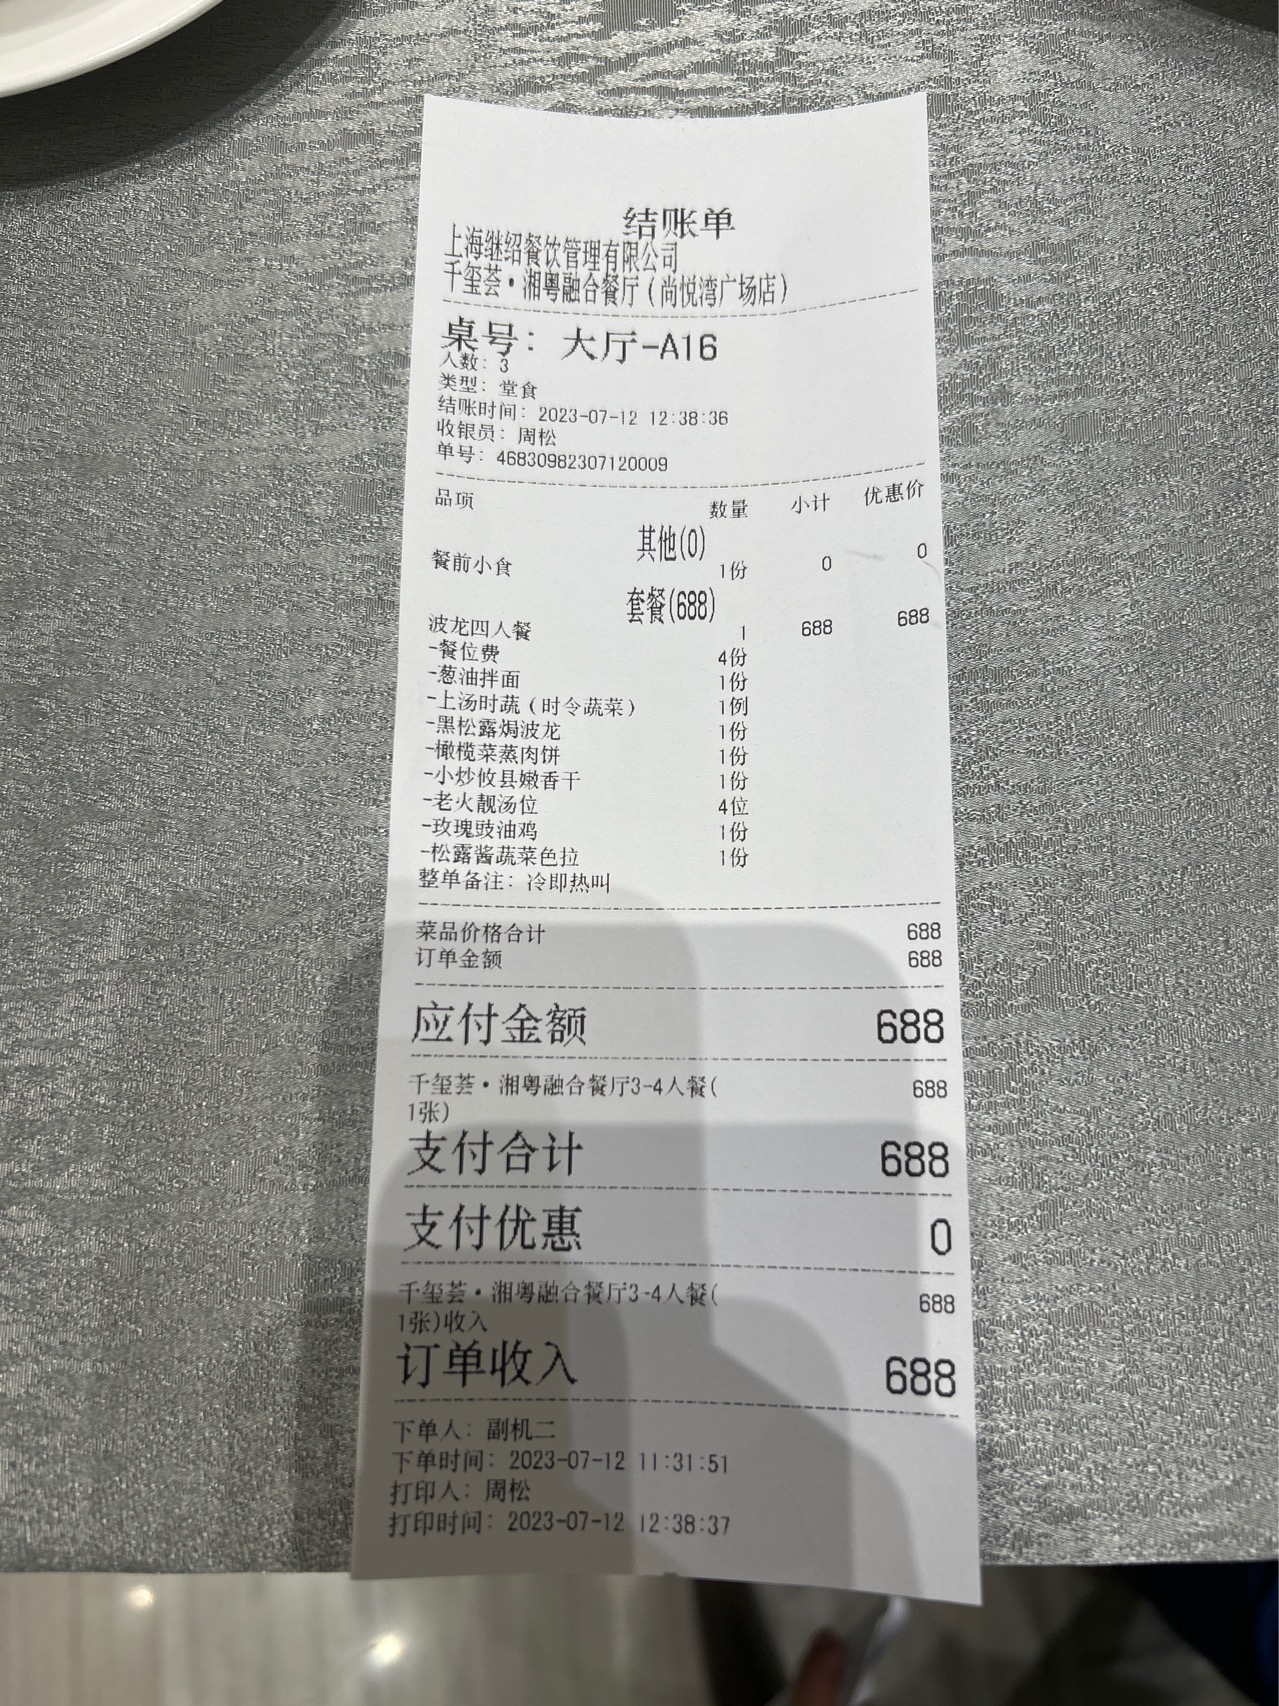 结账单
上海继绍餐饮管理有限公司
千玺荟·湘粤融合餐厅(尚悦湾广场店)
桌号: 大厅-A16
人数: 3
类型: 堂食
结账时间: 2023-07-12 12:38:36
收银员: 周松
单号: 46830982307120009
品项 数量 小计 优惠价
其他(0)
餐前小食 1份 0 0
套餐(688)
波龙四人餐 1 688 688
-餐位费 4份
-葱油拌面 1份
-上汤时蔬(时令蔬菜) 1例
-黑松露焗波龙 1份
-橄榄菜蒸肉饼 1份
-小炒攸县嫩香干 1份
-老火靓汤位 4位
-玫瑰豉油鸡 1份
-松露酱蔬菜色拉 1份
整单备注: 冷即热叫
菜品价格合计 688
订单金额 688
应付金额 688
千玺荟·湘粤融合餐厅3-4人餐( 688
1张)
支付合计 688
支付优惠 0
千玺荟·湘粤融合餐厅3-4人餐( 688
1张)收入
订单收入 688
下单人: 副机二
下单时间: 2023-07-12 11:31:51
打印人: 周松
打印时间: 2023-07-12 12:38:37